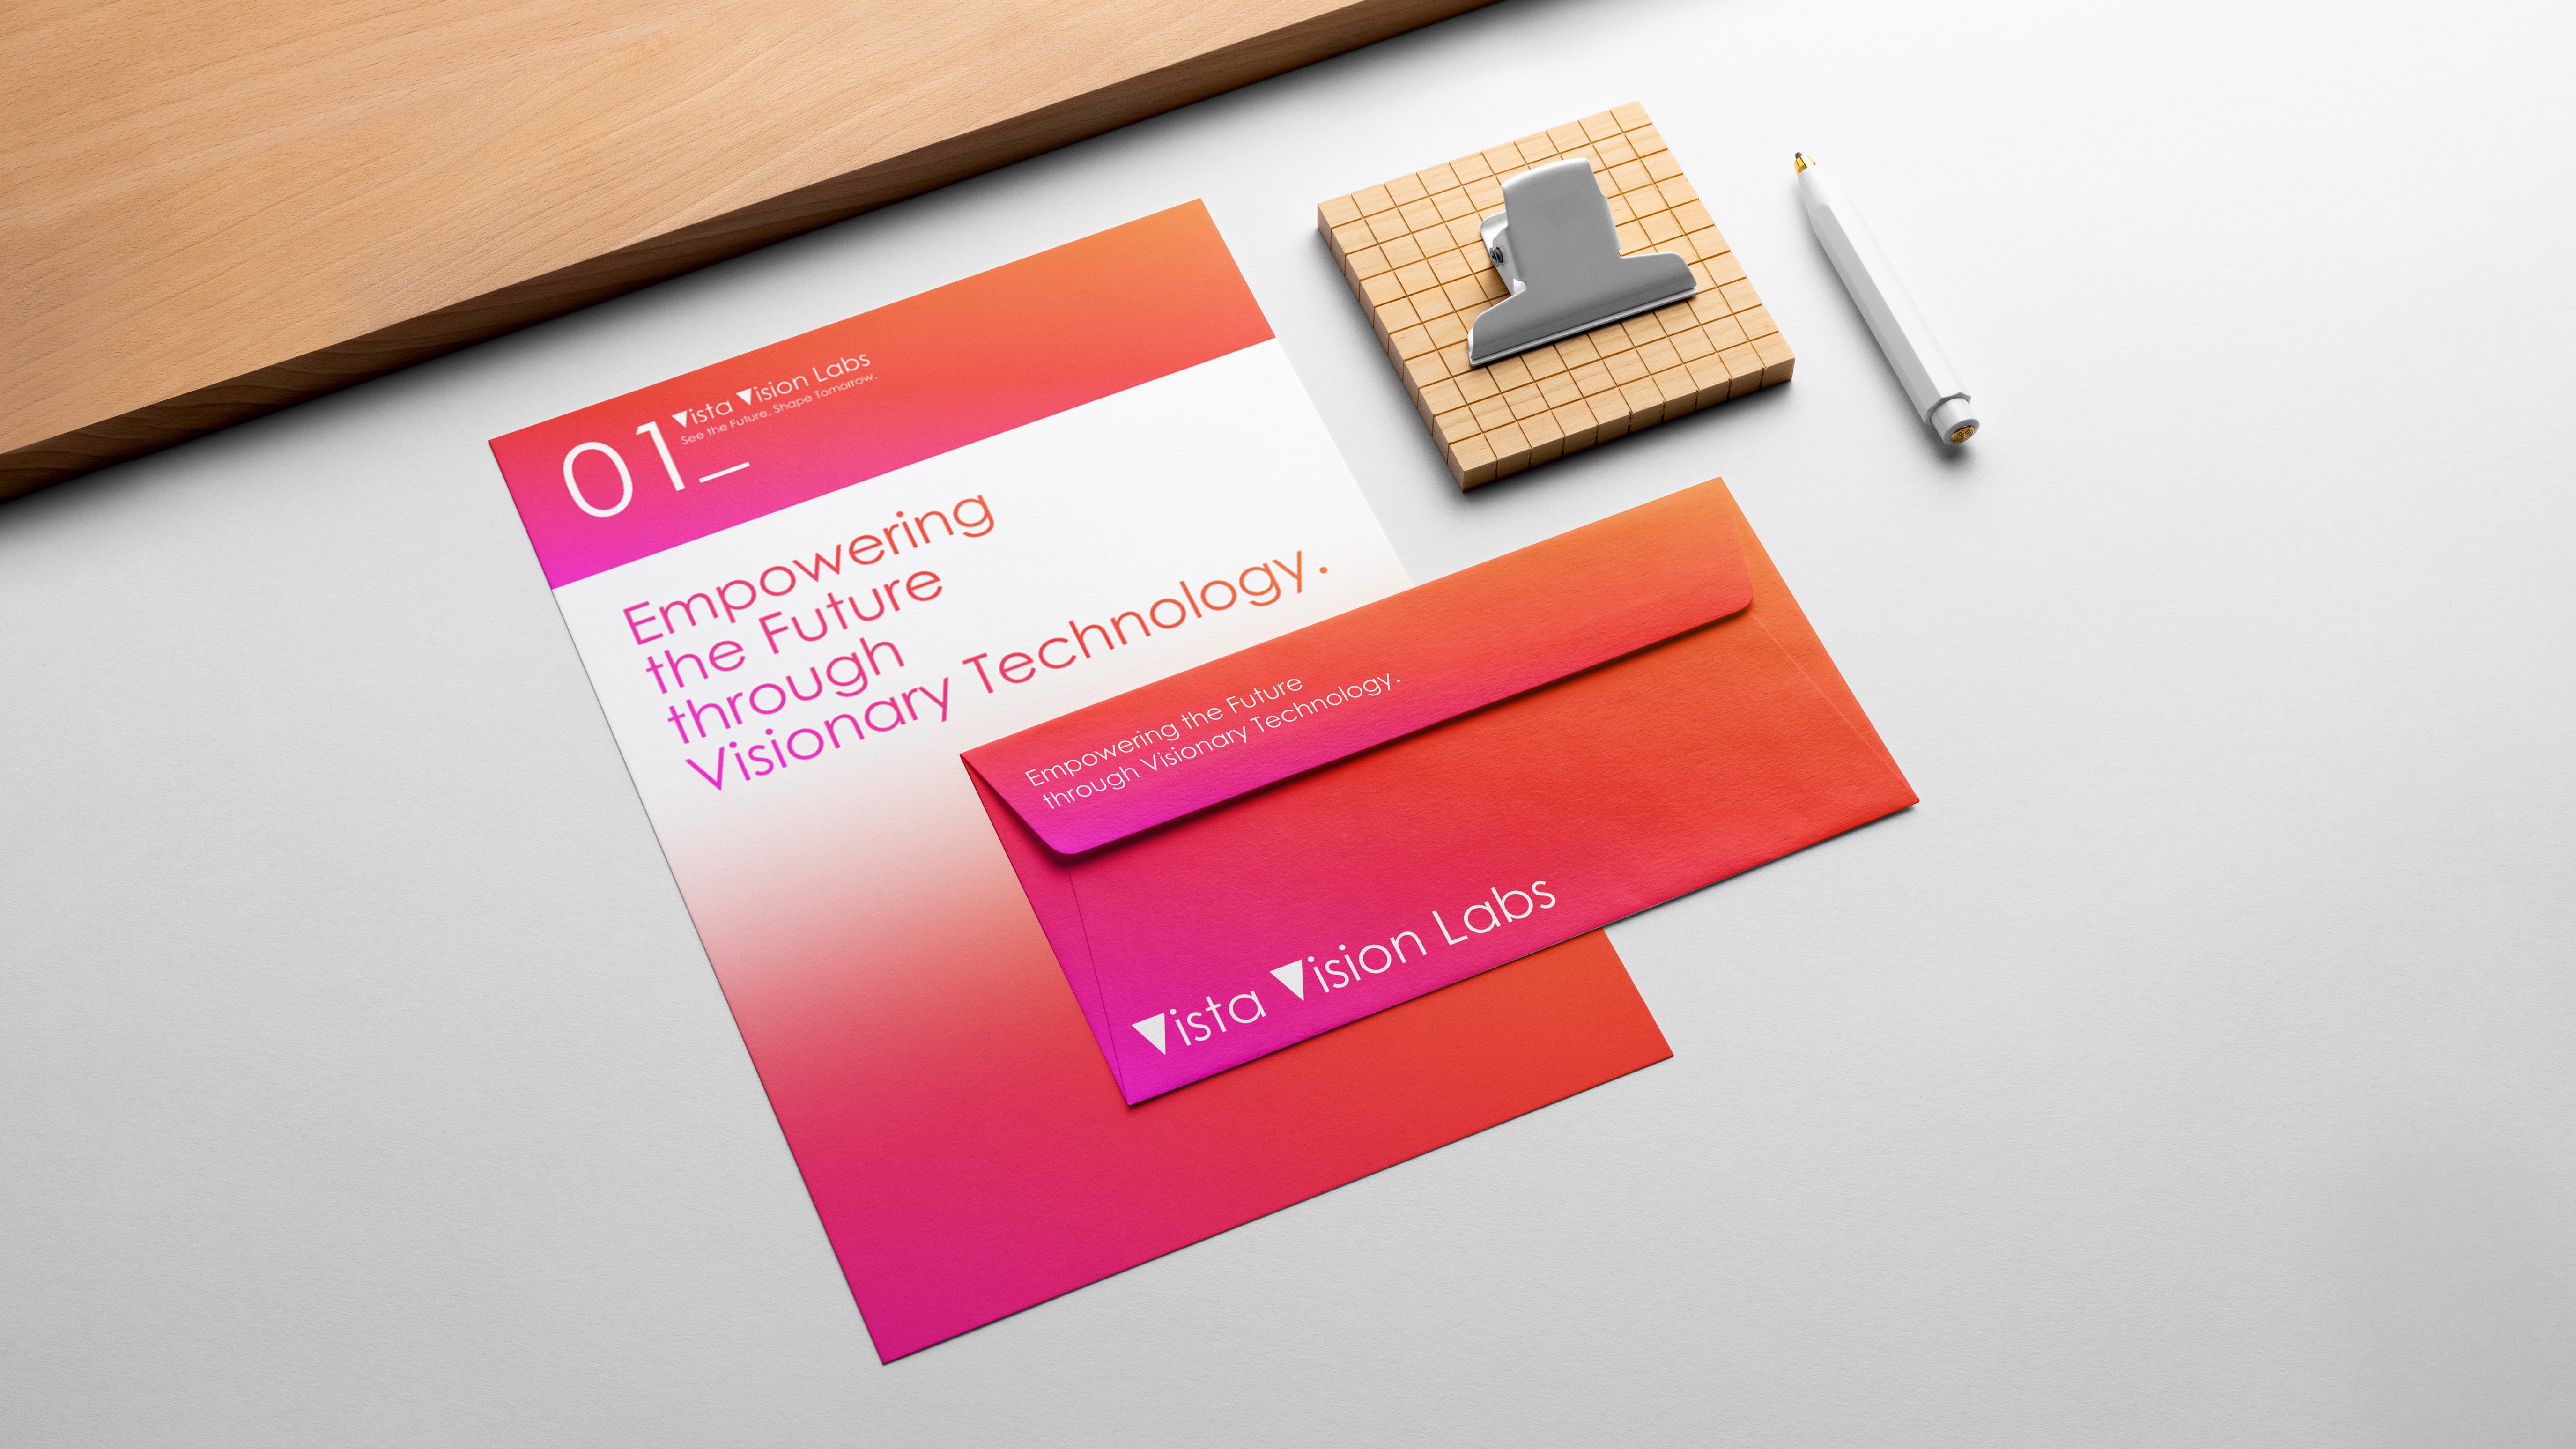 01_
Vista Vision Labs
See the Future, Shape Tomorrow.
Empowering
the Future
through
Visionary Technology.
Empowering the Future
through Visionary Technology.
Vista Vision Labs